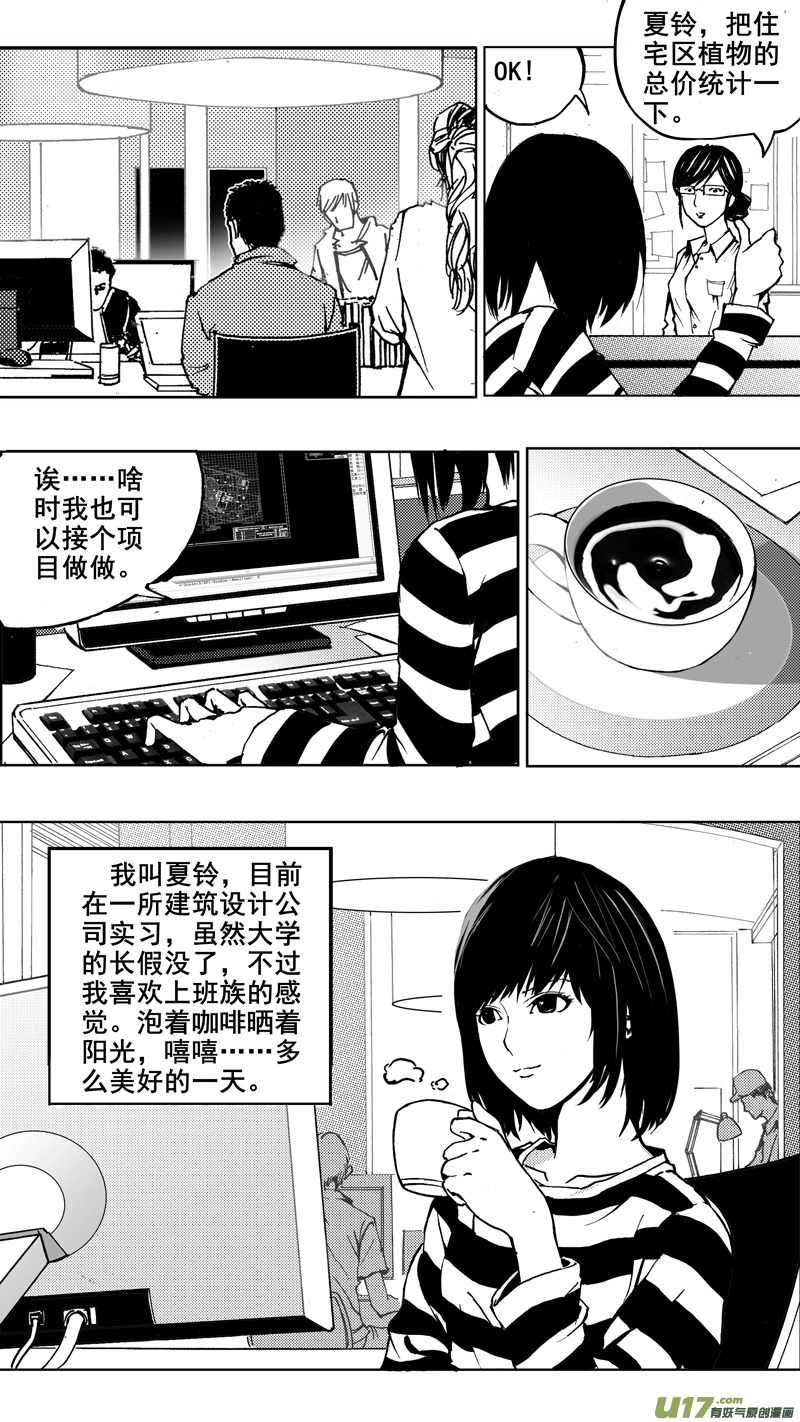 夏铃，把住
宅区植物的
总价统计一
下。
OK！
诶……啥
时我也可
以接个项
目做做。
我叫夏铃，目前
在一所建筑设计公
司实习，虽然大学
的长假没了，不过
我喜欢上班族的感
觉。泡着咖啡晒着
阳光，嘻嘻……多
么美好的一天。
U17.com
有妖气原创漫画